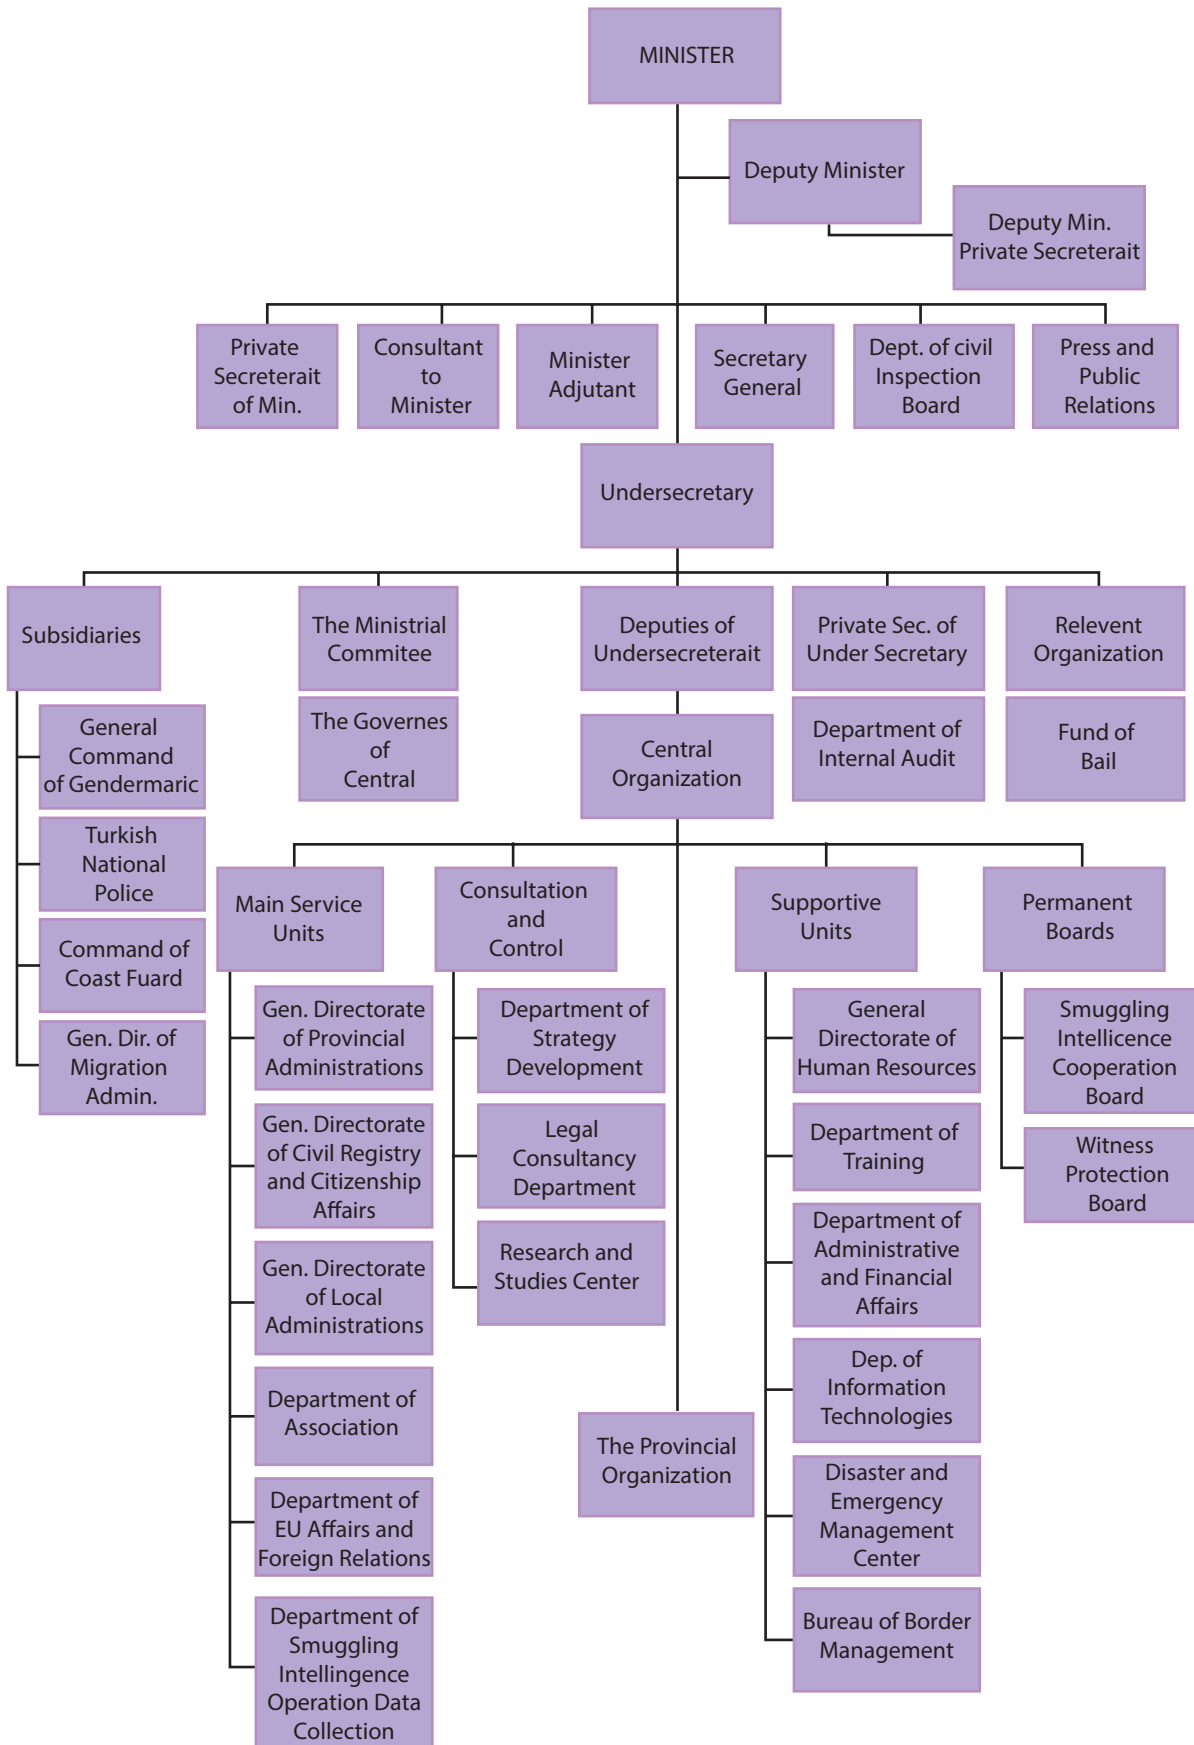 MINISTER
Deputy Minister
Deputy Min.
Private Secreterait
Private
Secreterait
of Min.
Consultant
to
Minister
Minister
Adjutant
Secretary
General
Dept. of civil
Inspection
Board
Press and
Public
Relations
Undersecretary
Subsidiaries
The Ministrial
Commitee
Deputies of
Undersecreterait
Private Sec. of
Under Secretary
Relevent
Organization
General
Command
of Gendermaric
The Governes
of
Central
Central
Organization
Department of
Internal Audit
Fund of
Bail
Turkish
National
Police
Command of
Coast Fuard
Gen. Dir. of
Migration
Admin.
Main Service
Units
Consultation
and
Control
Supportive
Units
Permanent
Boards
Gen. Directorate
of Provincial
Administrations
Gen. Directorate
of Civil Registry
and Citizenship
Affairs
Gen. Directorate
of Local
Administrations
Department of
Association
Department of
EU Affairs and
Foreign Relations
Department of
Smuggling
Intellingence
Operation Data
Collection
Department of
Strategy
Development
Legal
Consultancy
Department
Research and
Studies Center
The Provincial
Organization
General
Directorate of
Human Resources
Department of
Training
Department of
Administrative
and Financial
Affairs
Dep. of
Information
Technologies
Disaster and
Emergency
Management
Center
Bureau of Border
Management
Smuggling
Intellicence
Cooperation
Board
Witness
Protection
Board